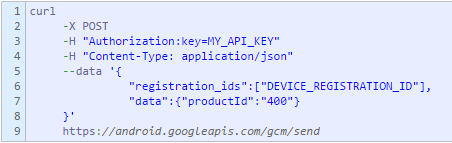 1 curl
2 -X POST
3 -H "Authorization:key=MY_API_KEY"
4 -H "Content-Type: application/json"
5 --data '{
6 "registration_ids":["DEVICE_REGISTRATION_ID"],
7 "data":{"productId":"400"}
8 }'
9 https://android.googleapis.com/gcm/send